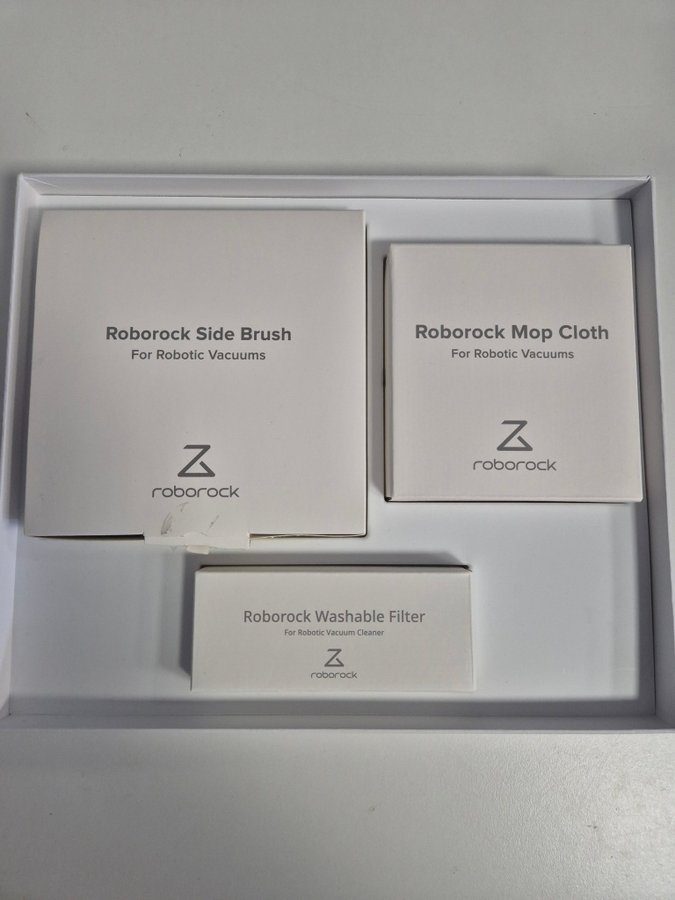 Roborock Side Brush
For Robotic Vacuums
roborock
Roborock Mop Cloth
For Robotic Vacuums
roborock
Roborock Washable Filter
For Robotic Vacuum Cleaner
roborock